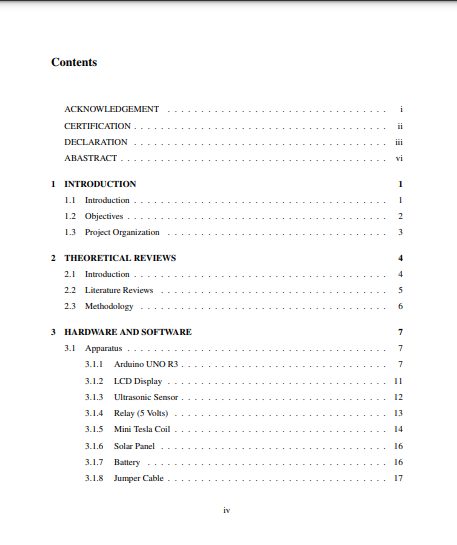 Contents
ACKNOWLEDGEMENT . . . . . . . . . . . . . . . . . . . . . . . . . . . . . . . . . i
CERTIFICATION . . . . . . . . . . . . . . . . . . . . . . . . . . . . . . . . . . . . . . ii
DECLARATION . . . . . . . . . . . . . . . . . . . . . . . . . . . . . . . . . . . . . . iii
ABASTRACT . . . . . . . . . . . . . . . . . . . . . . . . . . . . . . . . . . . . . . . . vi
1 INTRODUCTION 1
1.1 Introduction . . . . . . . . . . . . . . . . . . . . . . . . . . . . . . . . . . . . . . 1
1.2 Objectives . . . . . . . . . . . . . . . . . . . . . . . . . . . . . . . . . . . . . . . 2
1.3 Project Organization . . . . . . . . . . . . . . . . . . . . . . . . . . . . . . . . . 3
2 THEORETICAL REVIEWS 4
2.1 Introduction . . . . . . . . . . . . . . . . . . . . . . . . . . . . . . . . . . . . . . 4
2.2 Literature Reviews . . . . . . . . . . . . . . . . . . . . . . . . . . . . . . . . . . 5
2.3 Methodology . . . . . . . . . . . . . . . . . . . . . . . . . . . . . . . . . . . . . 6
3 HARDWARE AND SOFTWARE 7
3.1 Apparatus . . . . . . . . . . . . . . . . . . . . . . . . . . . . . . . . . . . . . . . 7
3.1.1 Arduino UNO R3 . . . . . . . . . . . . . . . . . . . . . . . . . . . . . . . 7
3.1.2 LCD Display . . . . . . . . . . . . . . . . . . . . . . . . . . . . . . . . . 11
3.1.3 Ultrasonic Sensor . . . . . . . . . . . . . . . . . . . . . . . . . . . . . . . 12
3.1.4 Relay (5 Volts) . . . . . . . . . . . . . . . . . . . . . . . . . . . . . . . . 13
3.1.5 Mini Tesla Coil . . . . . . . . . . . . . . . . . . . . . . . . . . . . . . . . 14
3.1.6 Solar Panel . . . . . . . . . . . . . . . . . . . . . . . . . . . . . . . . . . 16
3.1.7 Battery . . . . . . . . . . . . . . . . . . . . . . . . . . . . . . . . . . . . 16
3.1.8 Jumper Cable . . . . . . . . . . . . . . . . . . . . . . . . . . . . . . . . . 17
iv